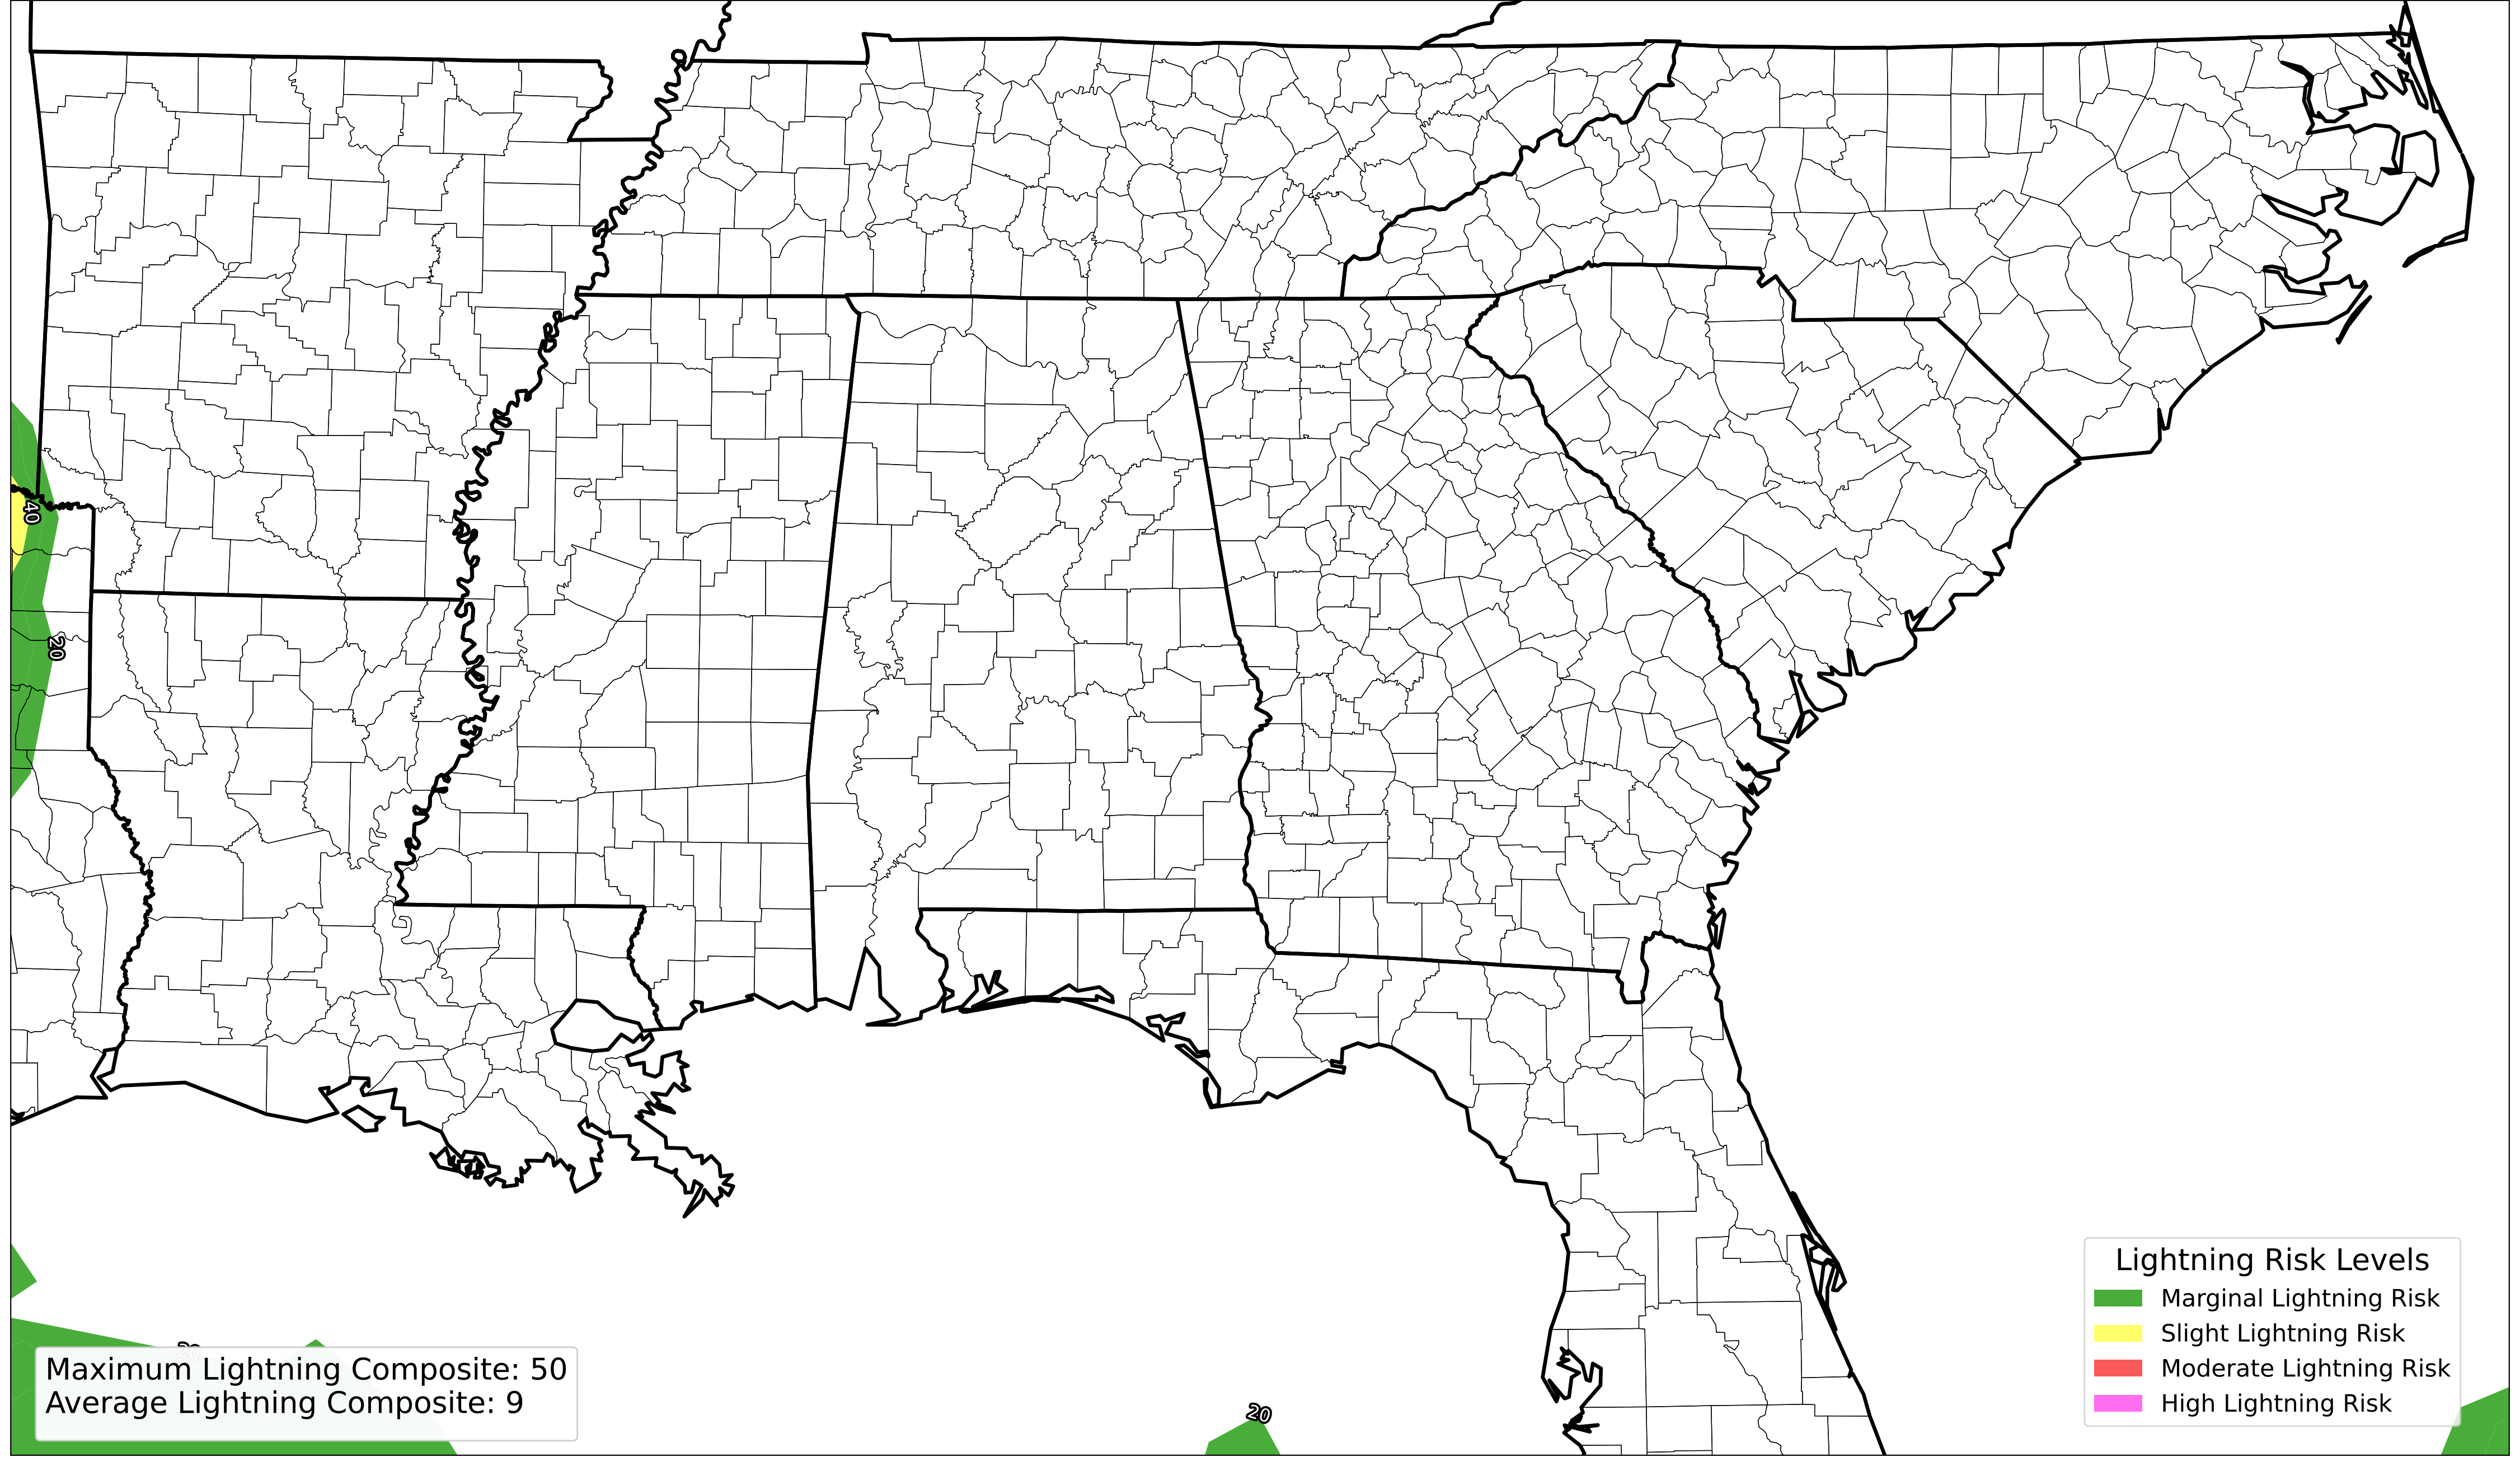 40
20
20
Lightning Risk Levels
Marginal Lightning Risk
Slight Lightning Risk
Moderate Lightning Risk
High Lightning Risk
Maximum Lightning Composite: 50
Average Lightning Composite: 9